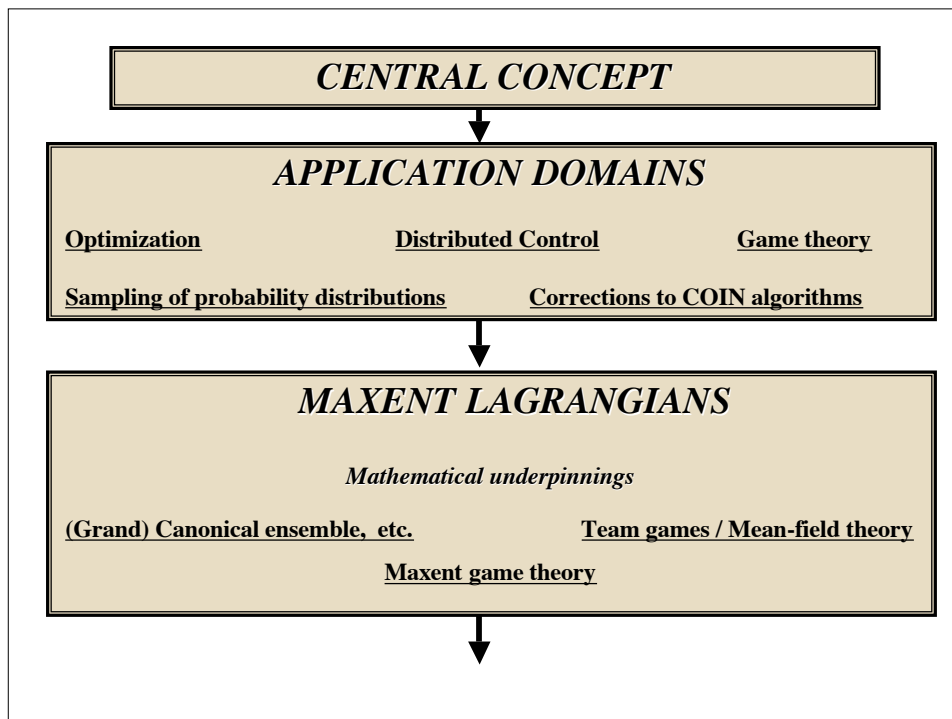 CENTRAL CONCEPT
APPLICATION DOMAINS
Optimization Distributed Control Game theory
Sampling of probability distributions Corrections to COIN algorithms
MAXENT LAGRANGIANS
Mathematical underpinnings
(Grand) Canonical ensemble, etc. Team games / Mean-field theory
Maxent game theory